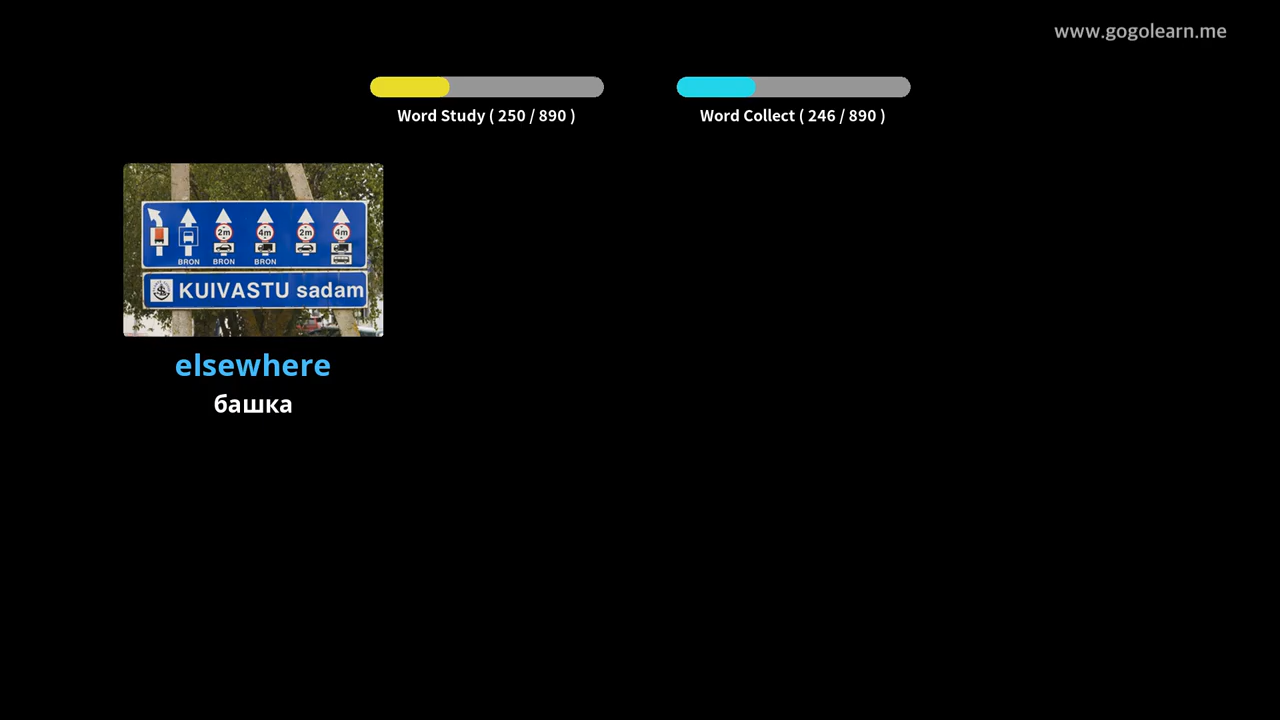 www.gogolearn.me
Word Study ( 250 / 890 )
Word Collect ( 246 / 890 )
2m 4m 2m 4m
BRON BRON BRON
KUIVASTU sadam
elsewhere
башка